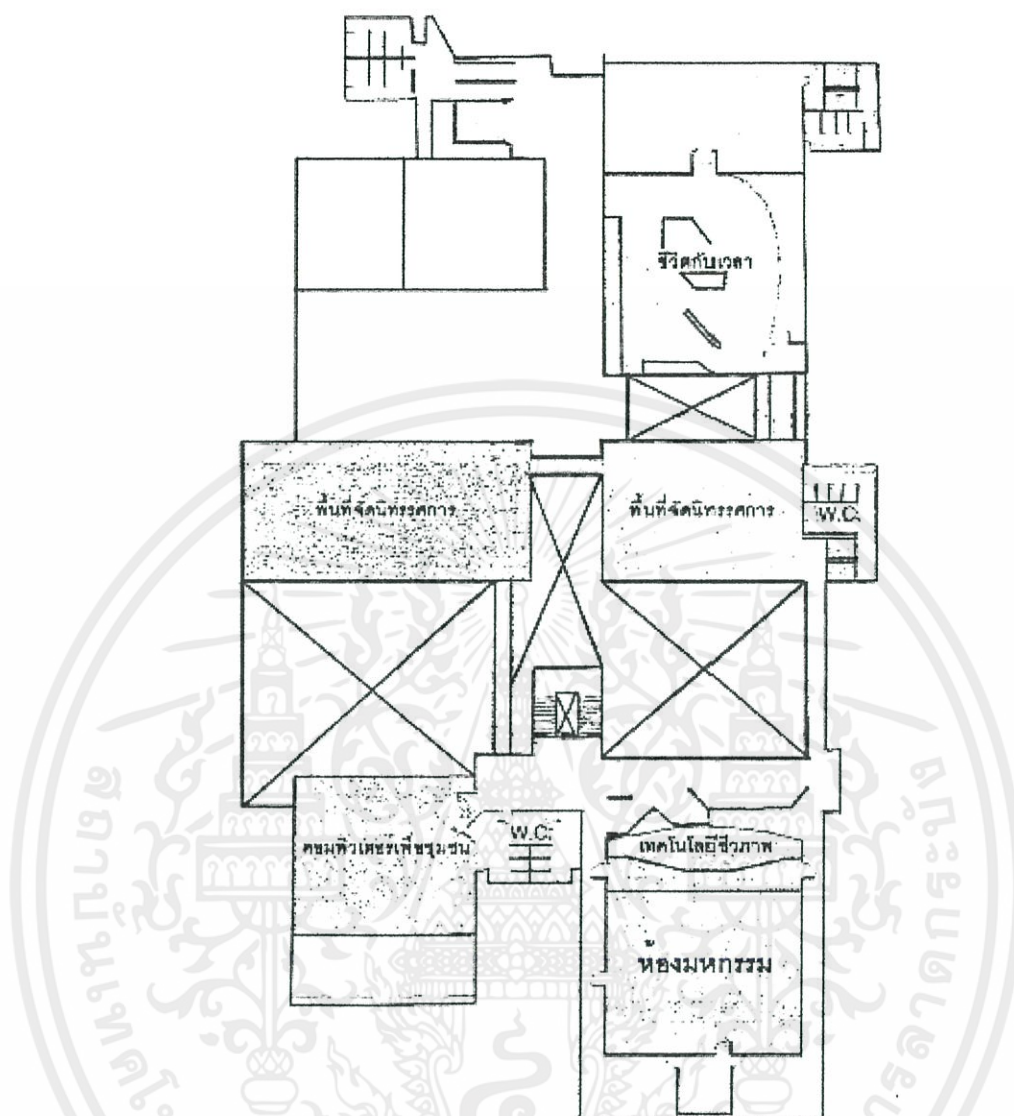 ชีวิตกับเวลา
พื้นที่จัดนิทรรศการ
พื้นที่จัดนิทรรศการ
W.C.
คอมพิวเตอร์เพื่อชุมชน
W.C.
เทคโนโลยีชีวภาพ
ห้องมหกรรม